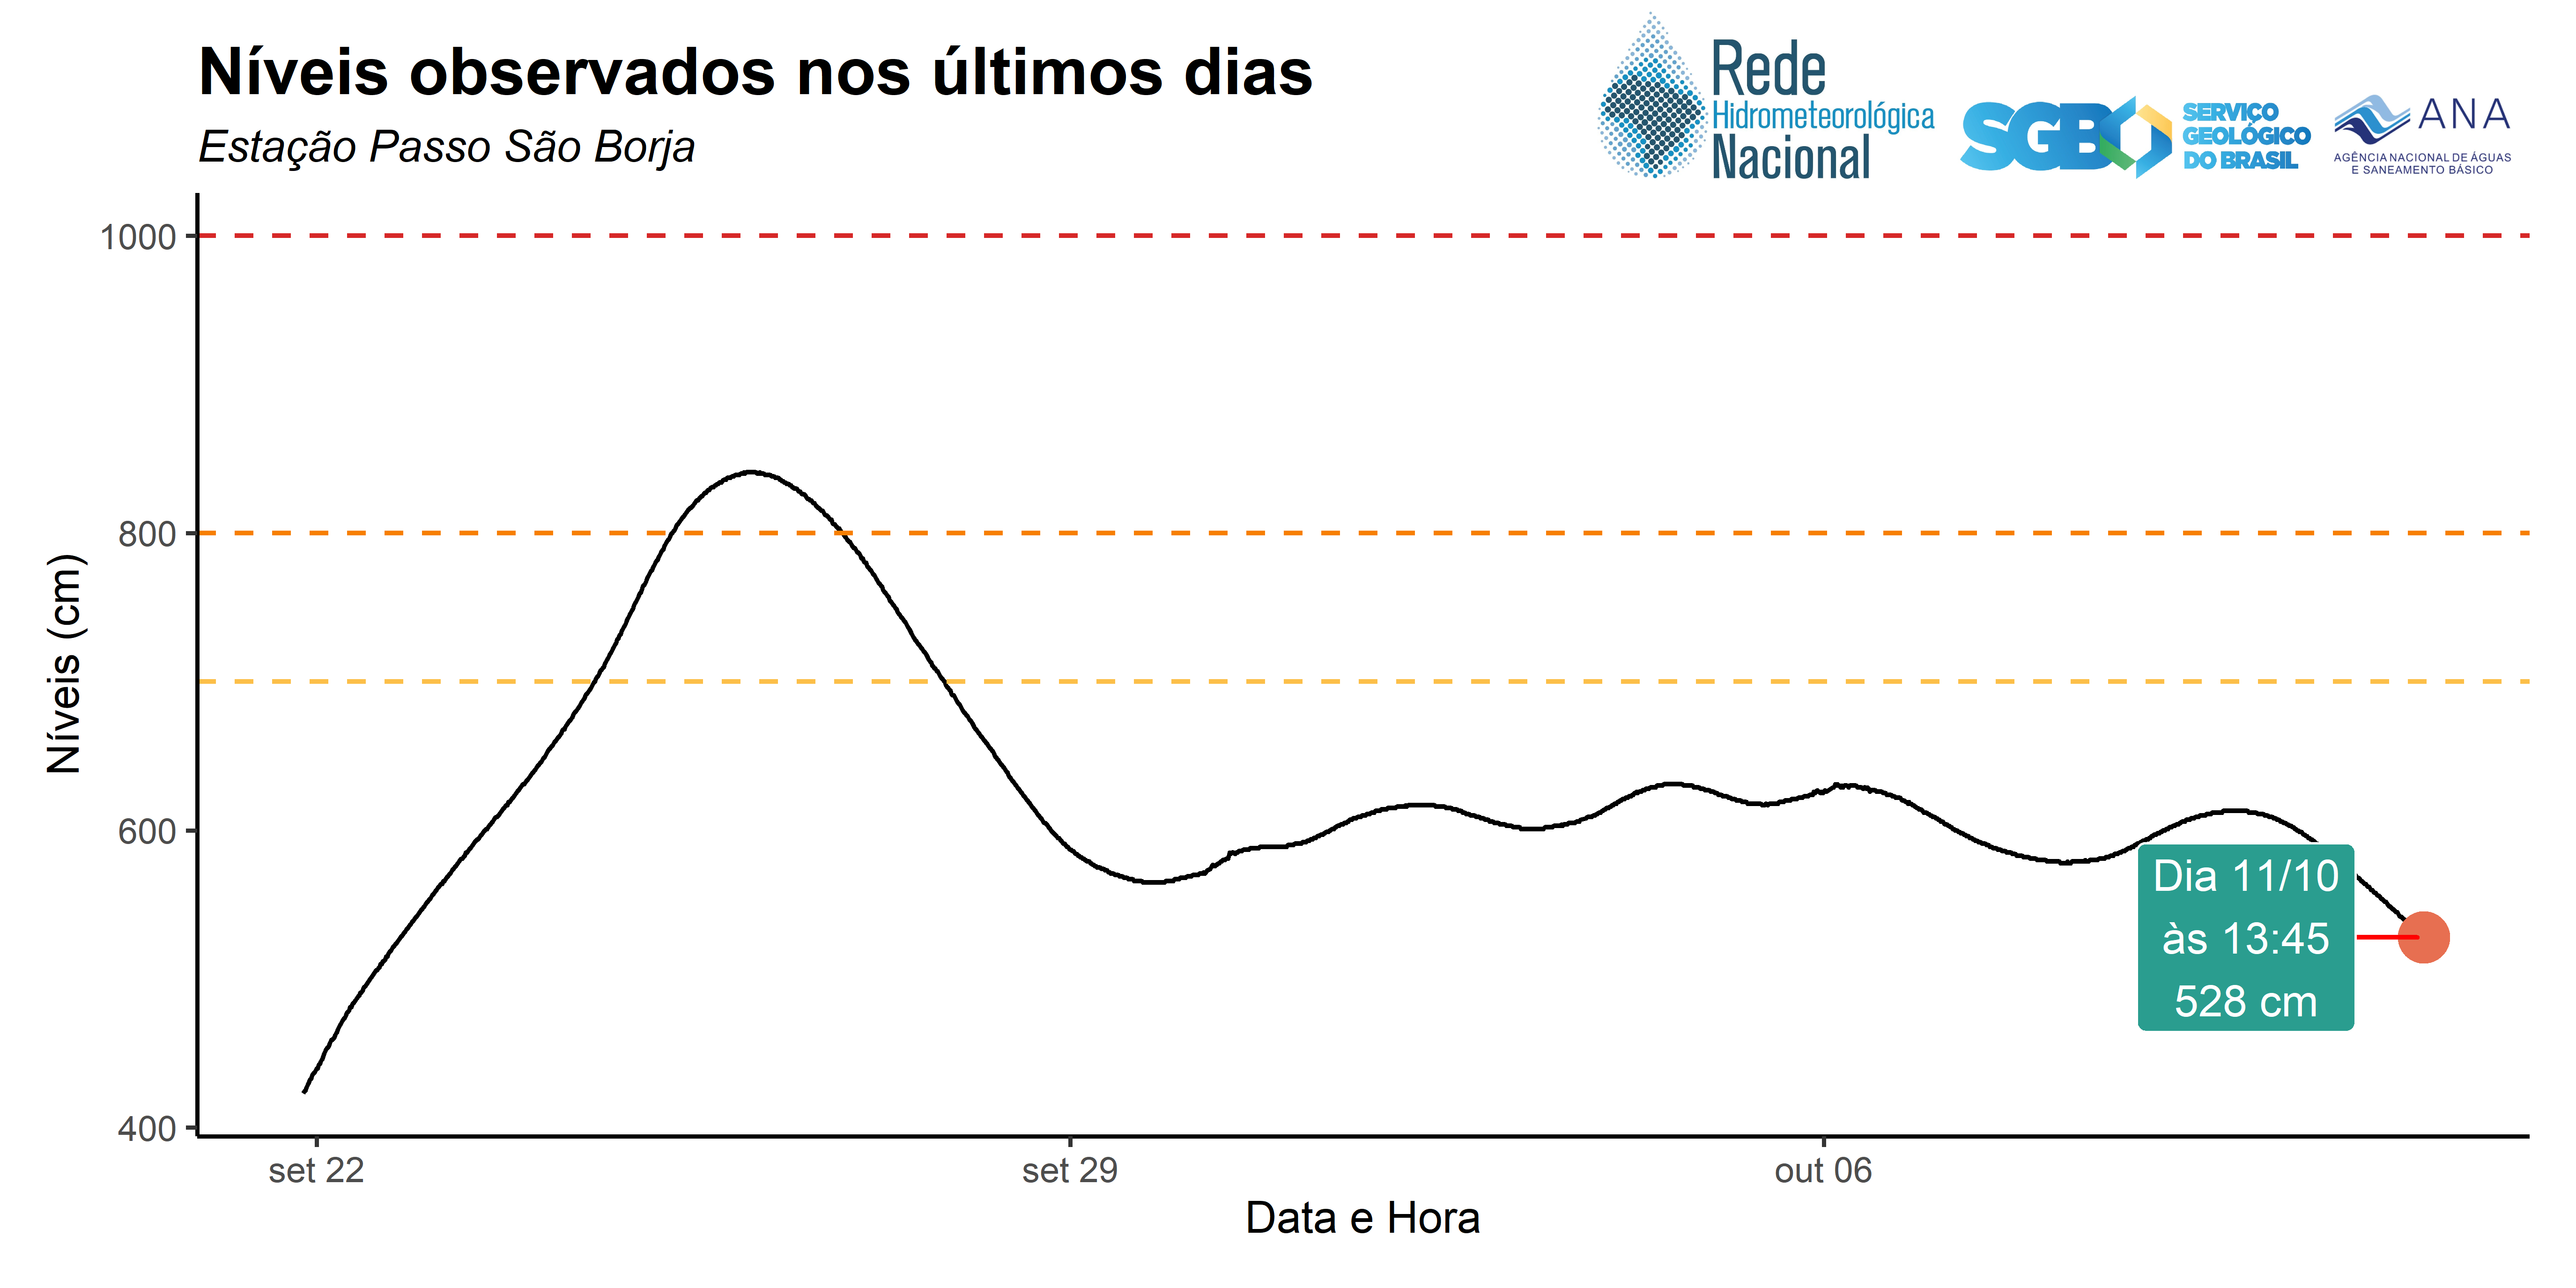 Níveis observados nos últimos dias
Estação Passo São Borja
Rede
Hidrometeorológica
Nacional
SGB
SERVIÇO
GEOLÓGICO
DO BRASIL
ANA
AGÊNCIA NACIONAL DE ÁGUAS
E SANEAMENTO BÁSICO
Níveis (cm)
1000
800
600
400
Dia 11/10
às 13:45
528 cm
set 22
set 29
out 06
Data e Hora